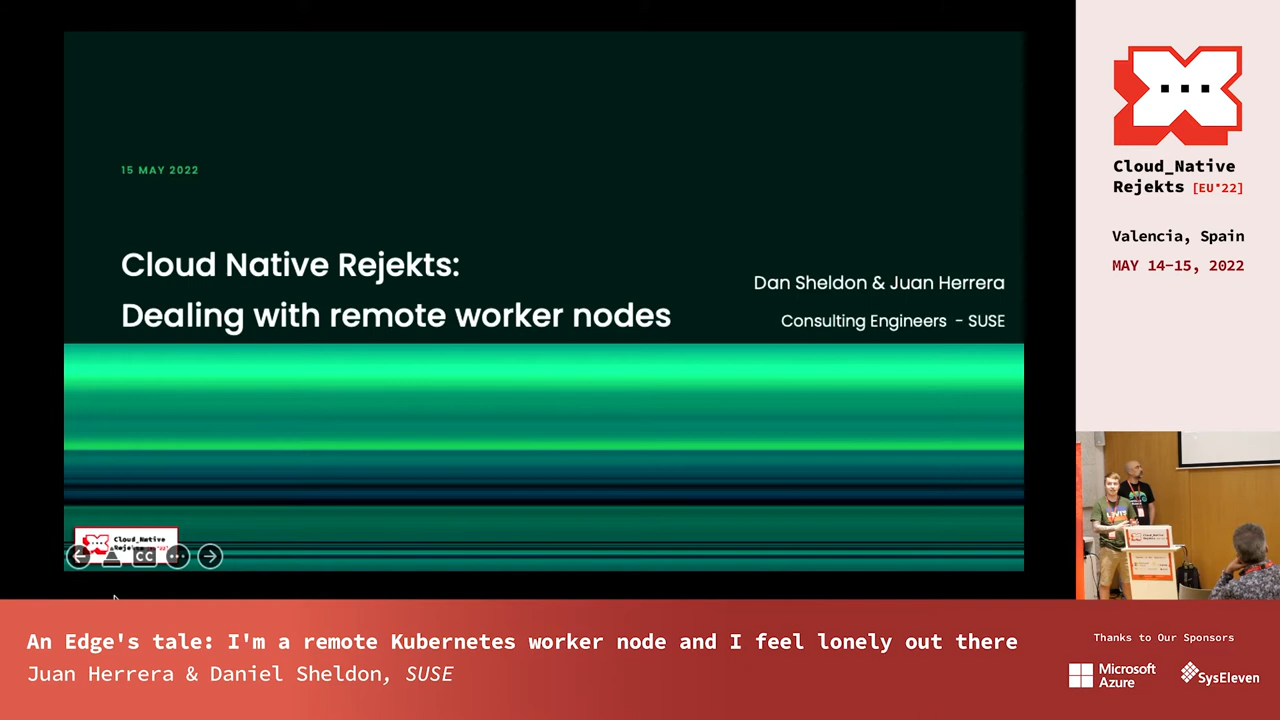 15 MAY 2022
Cloud Native Rejekts:
Dealing with remote worker nodes
Dan Sheldon & Juan Herrera
Consulting Engineers - SUSE
Cloud_Native
CC
Cloud_Native
Rejekts [EU*22]
Valencia, Spain
MAY 14-15, 2022
An Edge's tale: I'm a remote Kubernetes worker node and I feel lonely out there
Juan Herrera & Daniel Sheldon, SUSE
Thanks to Our Sponsors
Microsoft
Azure
SysEleven